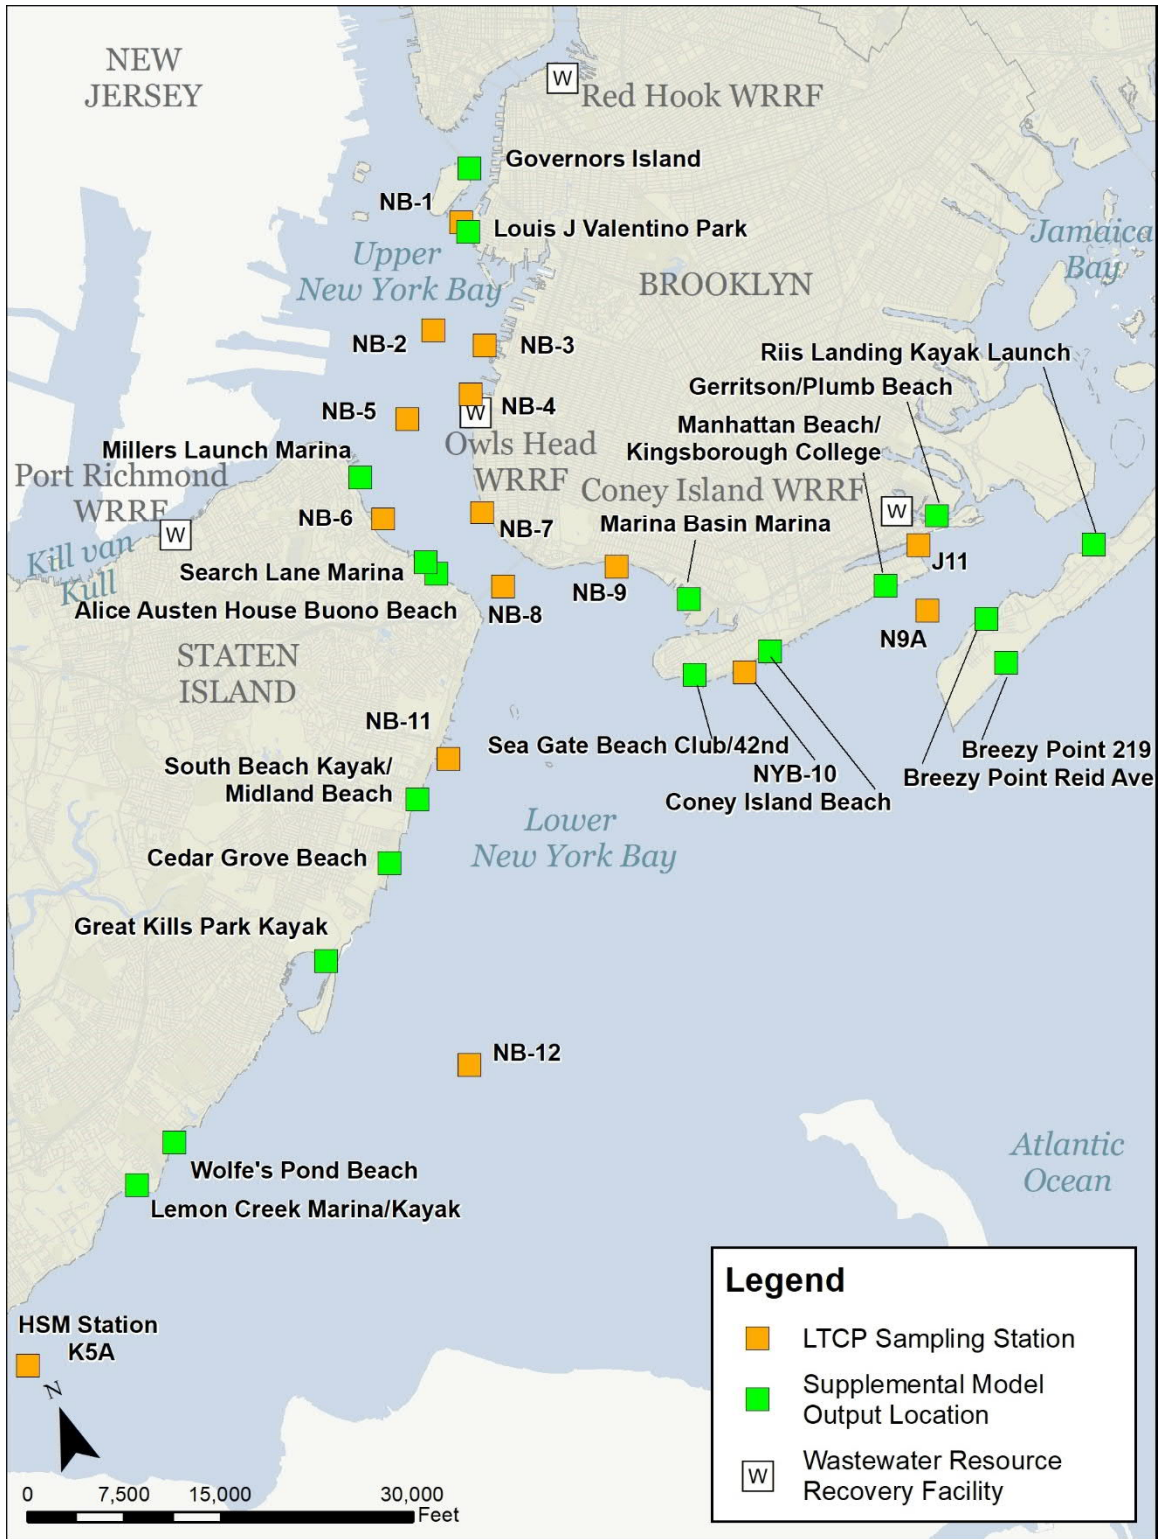 NEW
JERSEY
W
Red Hook WRRF
Governors Island
NB-1
Louis J Valentino Park
Upper
New York Bay
Jamaica
Bay
BROOKLYN
NB-2
NB-3
Riis Landing Kayak Launch
Gerritson/Plumb Beach
NB-4
W
NB-5
Manhattan Beach/
Kingsborough College
Owls Head
WRRF
Millers Launch Marina
Port Richmond
WRRF
W
Coney Island WRRF
W
NB-6
NB-7
Marina Basin Marina
J11
Kill van
Kull
Search Lane Marina
NB-8
NB-9
Alice Austen House Buono Beach
N9A
STATEN
ISLAND
NB-11
Sea Gate Beach Club/42nd
NYB-10
Coney Island Beach
Breezy Point 219
Breezy Point Reid Ave
South Beach Kayak/
Midland Beach
Lower
New York Bay
Cedar Grove Beach
Great Kills Park Kayak
NB-12
Wolfe's Pond Beach
Lemon Creek Marina/Kayak
Atlantic
Ocean
HSM Station
K5A
N
0 7,500 15,000 30,000
Feet
Legend
LTCP Sampling Station
Supplemental Model
Output Location
W
Wastewater Resource
Recovery Facility